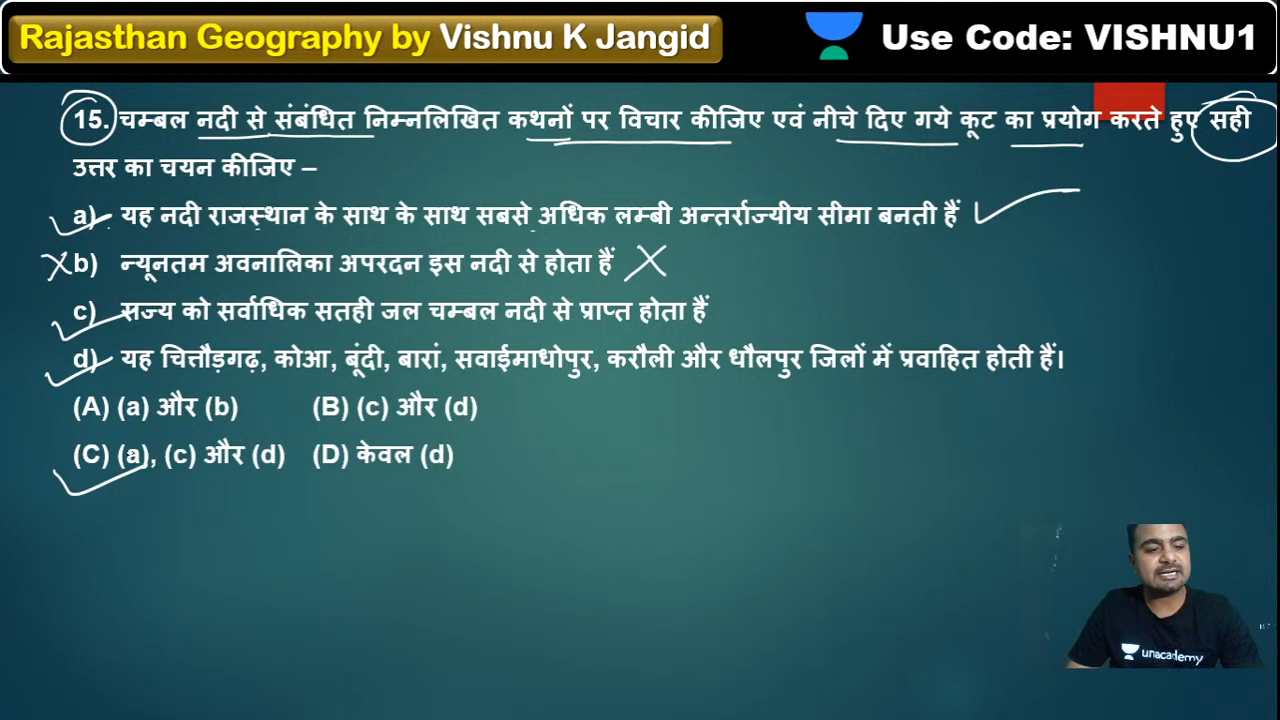 Rajasthan Geography by Vishnu K Jangid
Use Code: VISHNU1
15. चम्बल नदी से संबंधित निम्नलिखित कथनों पर विचार कीजिए एवं नीचे दिए गये कूट का प्रयोग करते हुए सही
उत्तर का चयन कीजिए –
a) यह नदी राजस्थान के साथ के साथ सबसे अधिक लम्बी अन्तर्राज्यीय सीमा बनती हैं
b) न्यूनतम अवनालिका अपरदन इस नदी से होता हैं
c) राज्य को सर्वाधिक सतही जल चम्बल नदी से प्राप्त होता हैं
d) यह चित्तौड़गढ़, कोआ, बूंदी, बारां, सवाईमाधोपुर, करौली और धौलपुर जिलों में प्रवाहित होती हैं।
(A) (a) और (b) (B) (c) और (d)
(C) (a), (c) और (d) (D) केवल (d)
unacademy